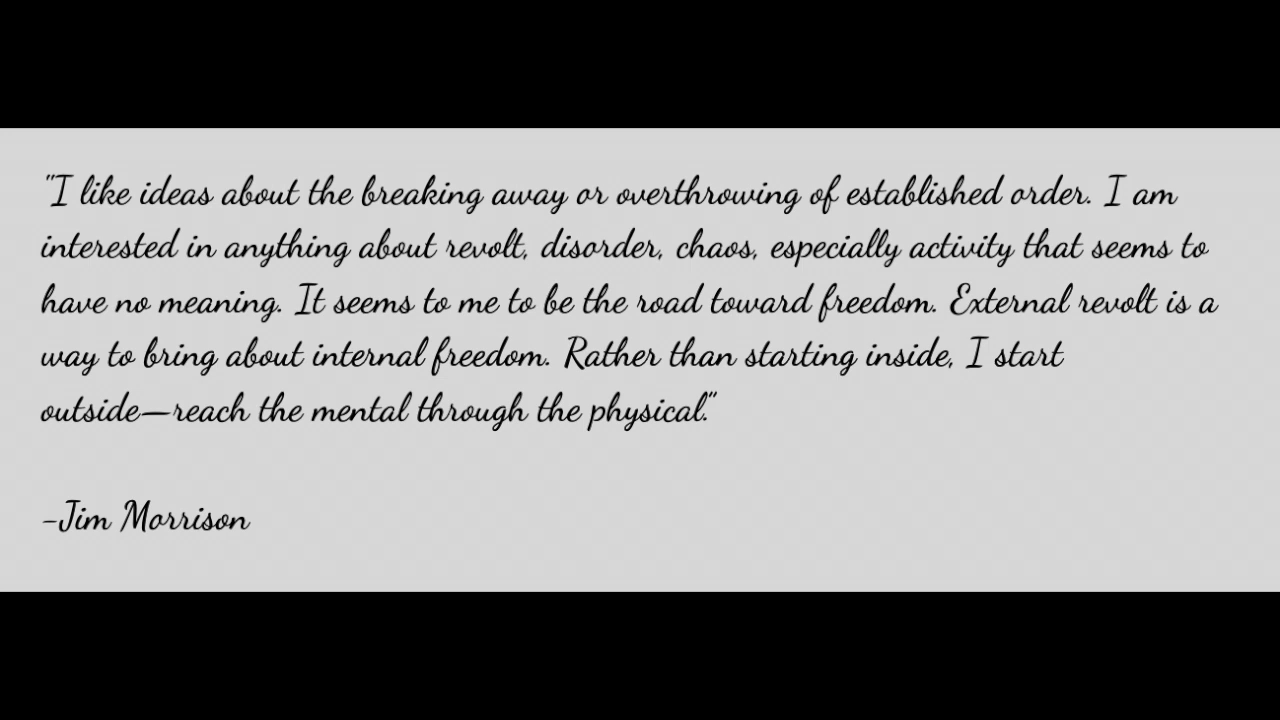 "I like ideas about the breaking away or overthrowing of established order. I am
interested in anything about revolt, disorder, chaos, especially activity that seems to
have no meaning. It seems to me to be the road toward freedom. External revolt is a
way to bring about internal freedom. Rather than starting inside, I start
outside—reach the mental through the physical."
-Jim Morrison